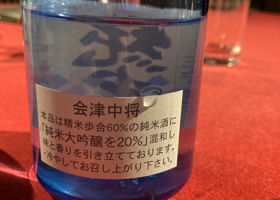 会津中将
本品は精米歩合60%の純米酒に
「純米大吟醸を20%」混和し
味と香りを引き立てております。
冷やしてお召し上がり下さい。